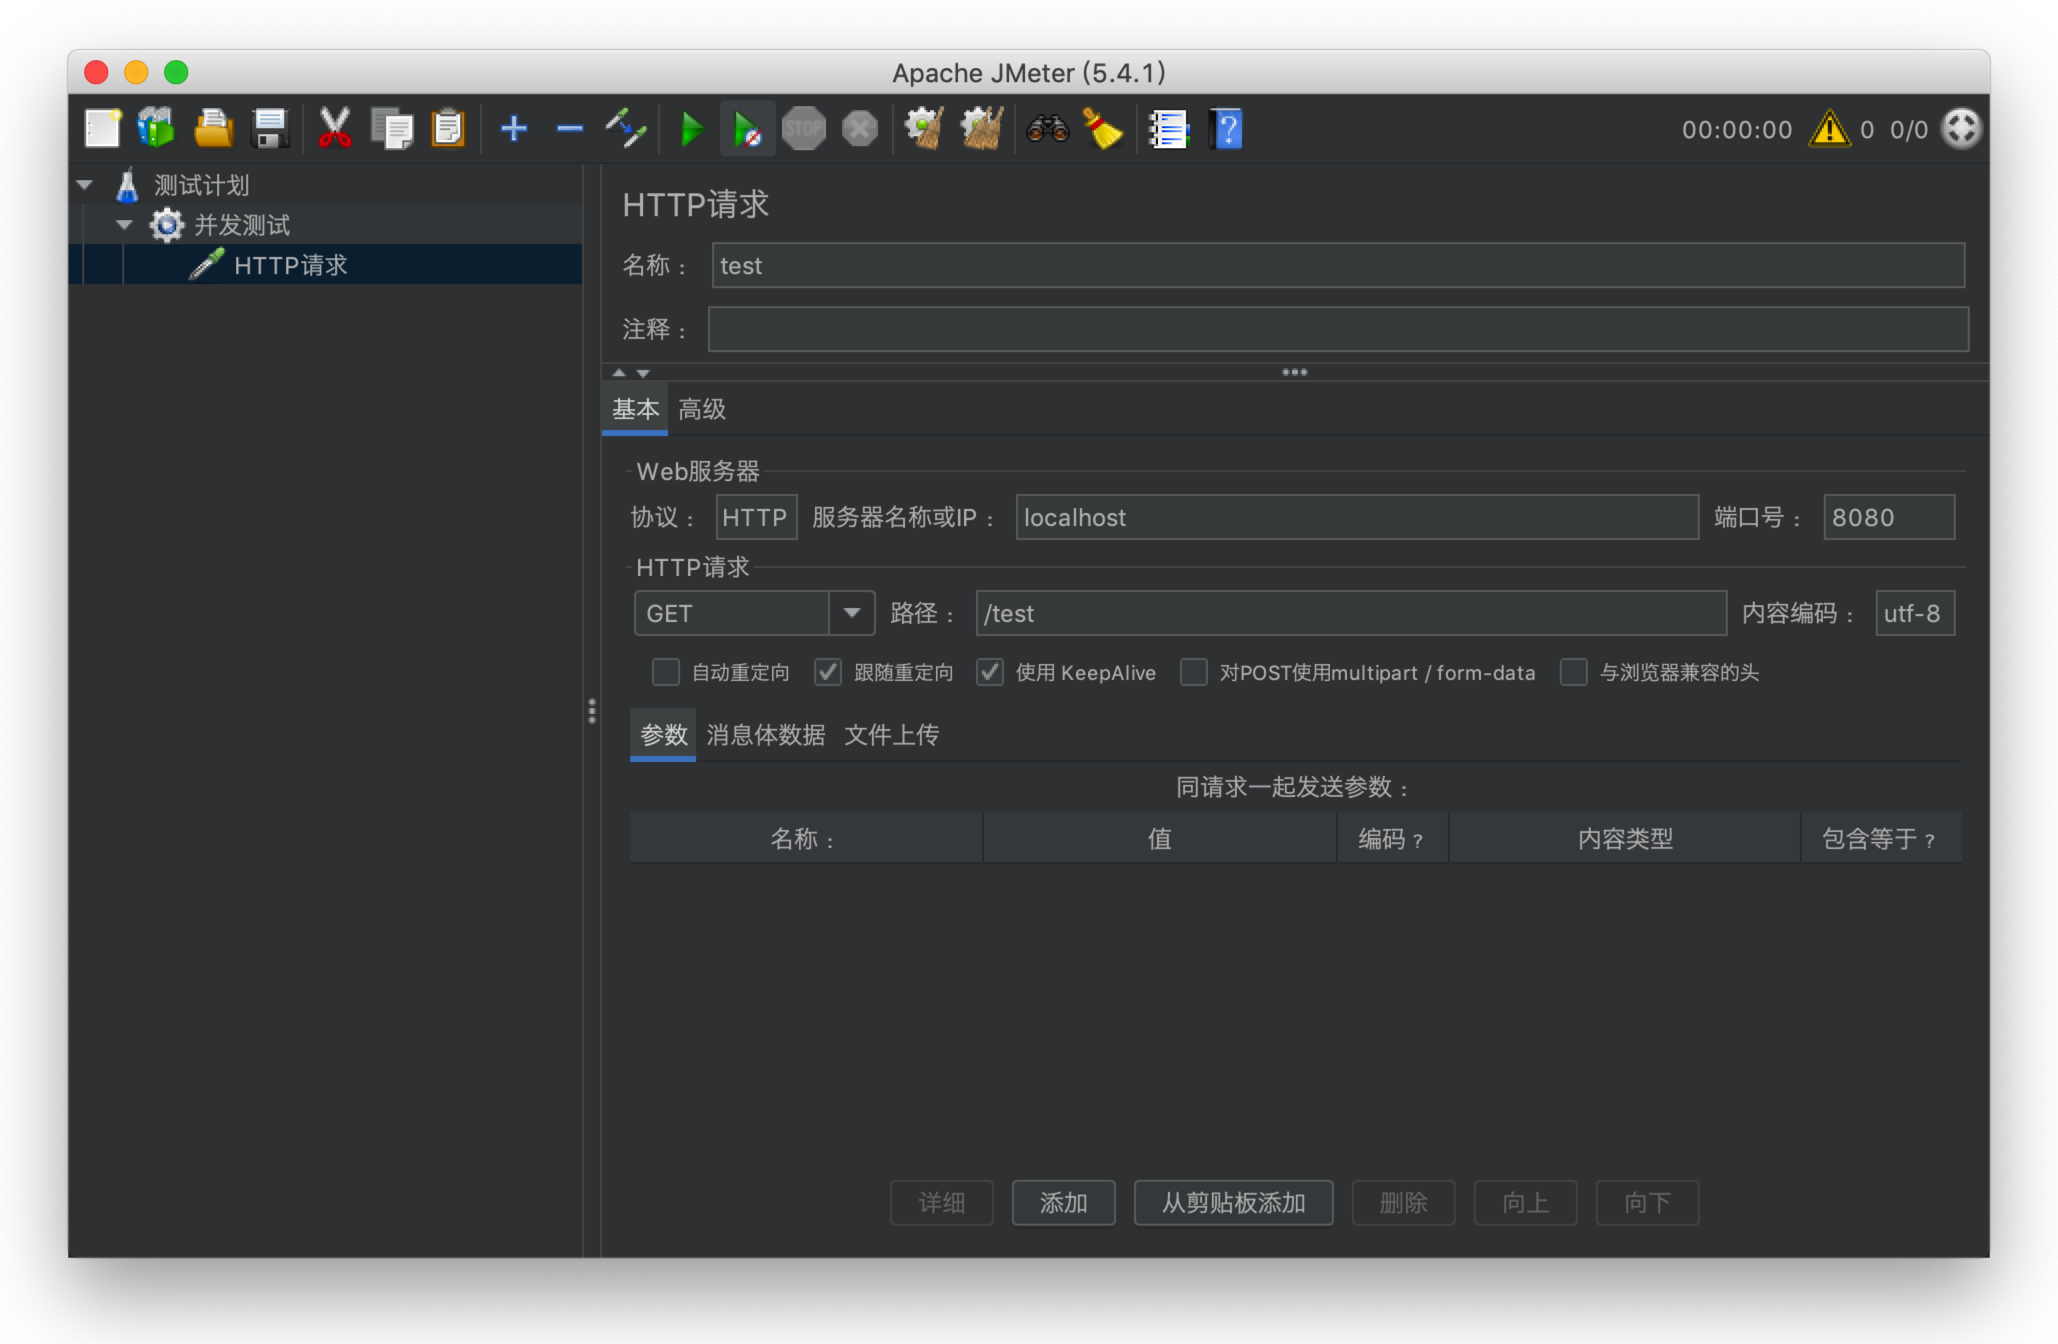 Apache JMeter (5.4.1)
STOP
00:00:00 0 0/0
测试计划
并发测试
HTTP请求
HTTP请求
名称： test
注释：
基本 高级
Web服务器
协议： HTTP 服务器名称或IP： localhost 端口号： 8080
HTTP请求
GET 路径： /test 内容编码： utf-8
自动重定向 跟随重定向 使用 KeepAlive 对POST使用multipart / form-data 与浏览器兼容的头
参数 消息体数据 文件上传
同请求一起发送参数：
名称： 值 编码？ 内容类型 包含等于？
详细 添加 从剪贴板添加 删除 向上 向下